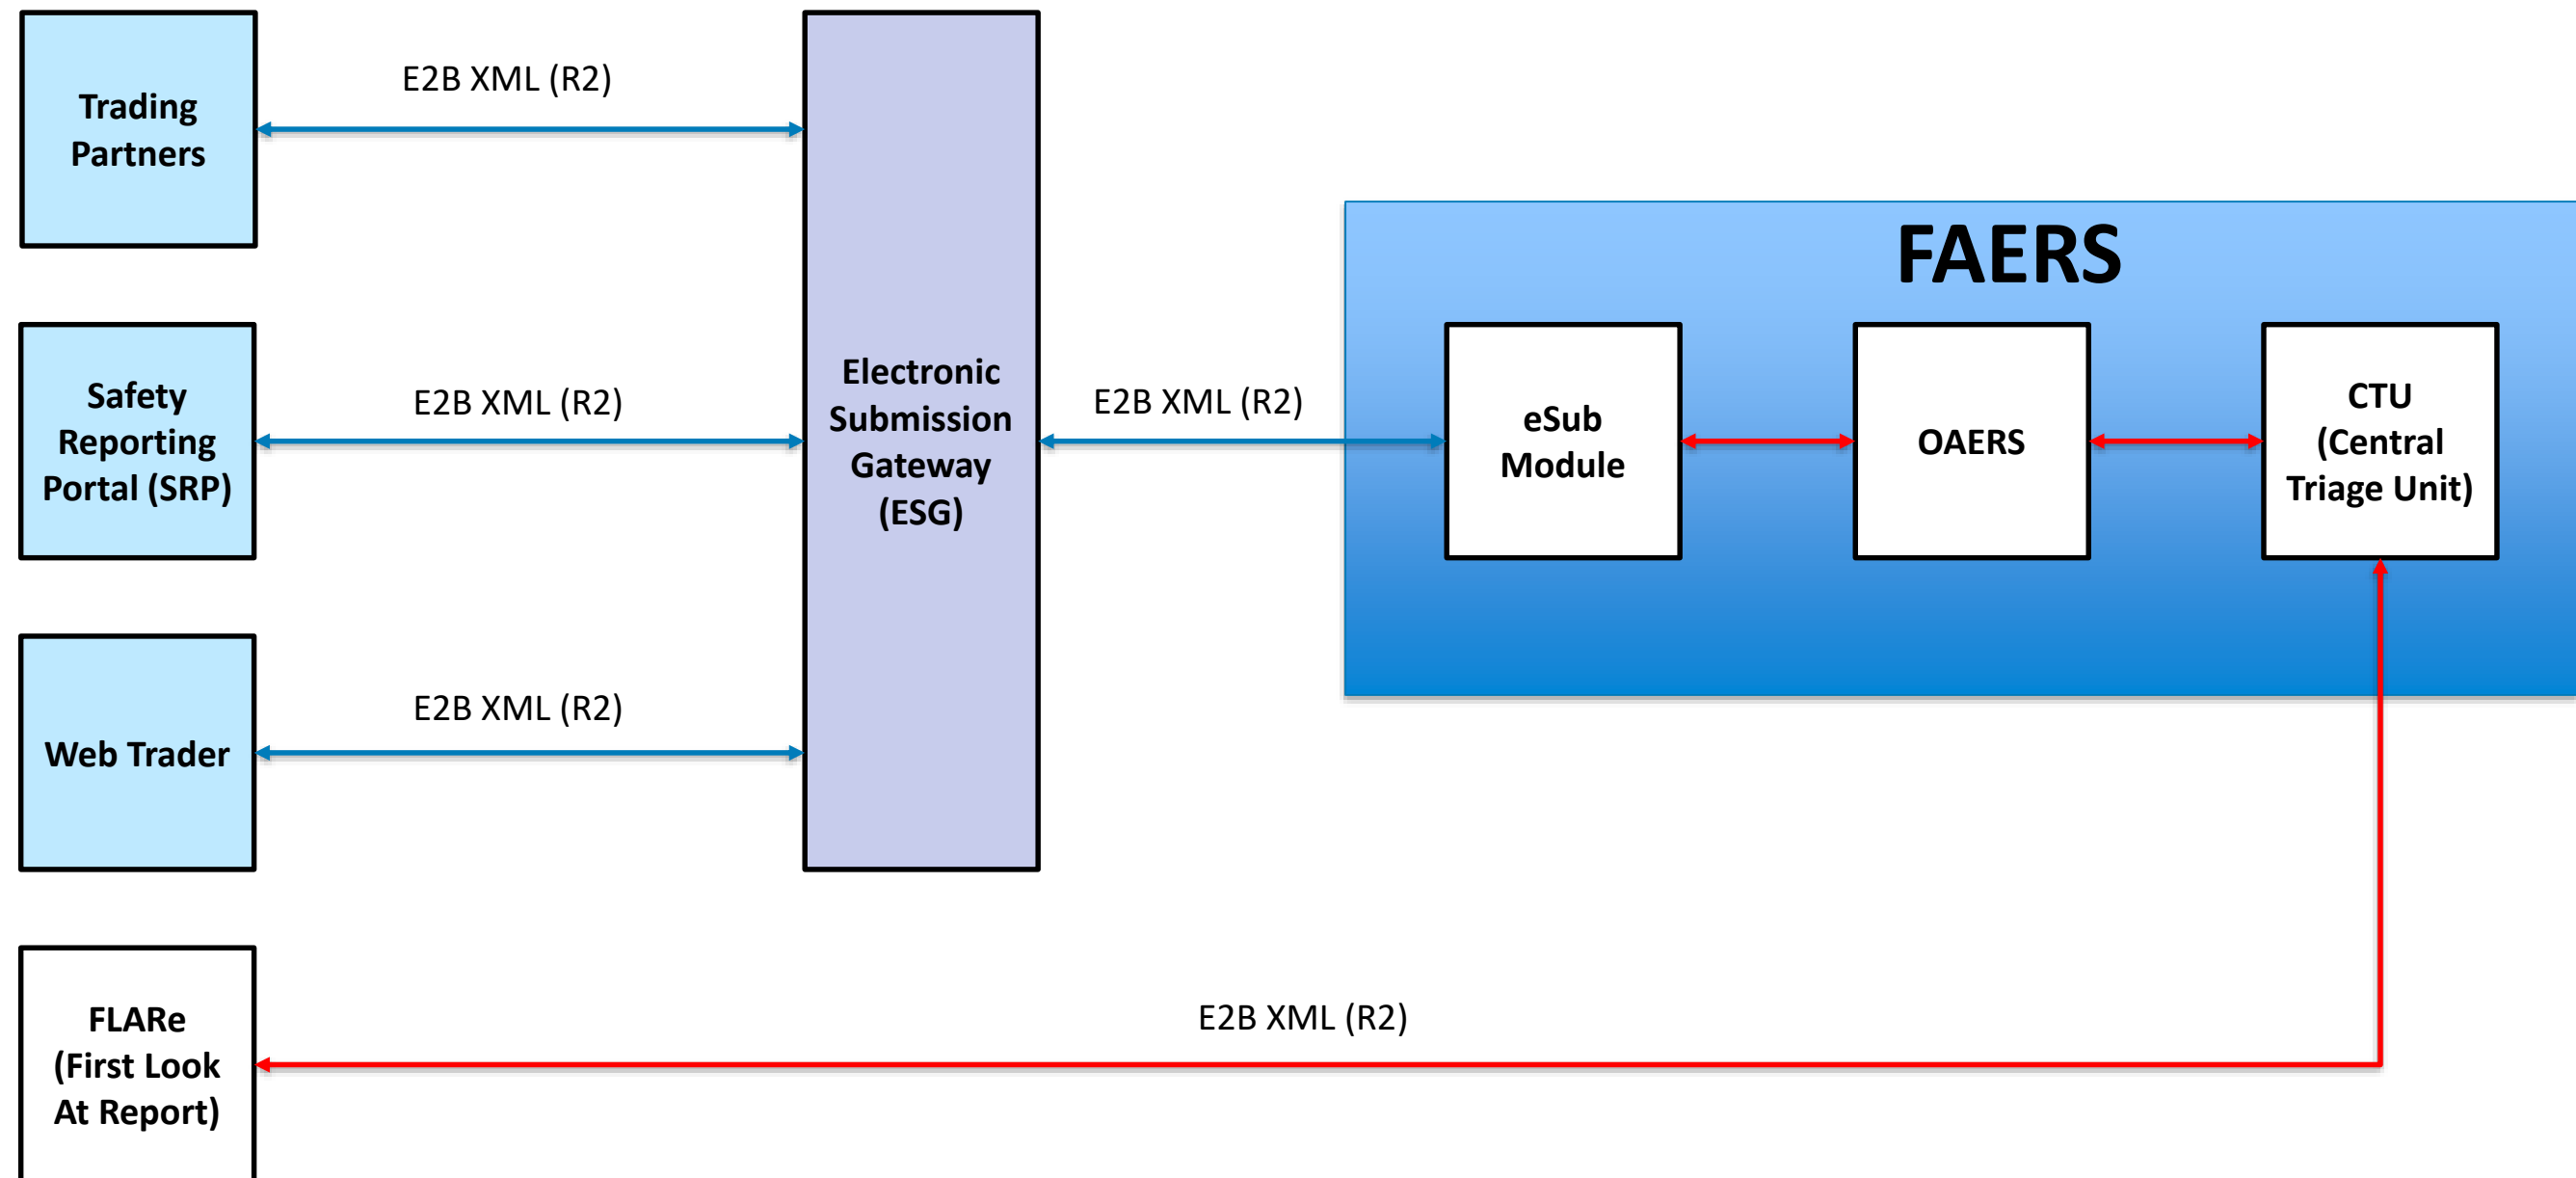 Trading
Partners
E2B XML (R2)
Safety
Reporting
Portal (SRP)
E2B XML (R2)
Web Trader
E2B XML (R2)
Electronic
Submission
Gateway
(ESG)
E2B XML (R2)
FAERS
eSub
Module
OAERS
CTU
(Central
Triage Unit)
FLARe
(First Look
At Report)
E2B XML (R2)